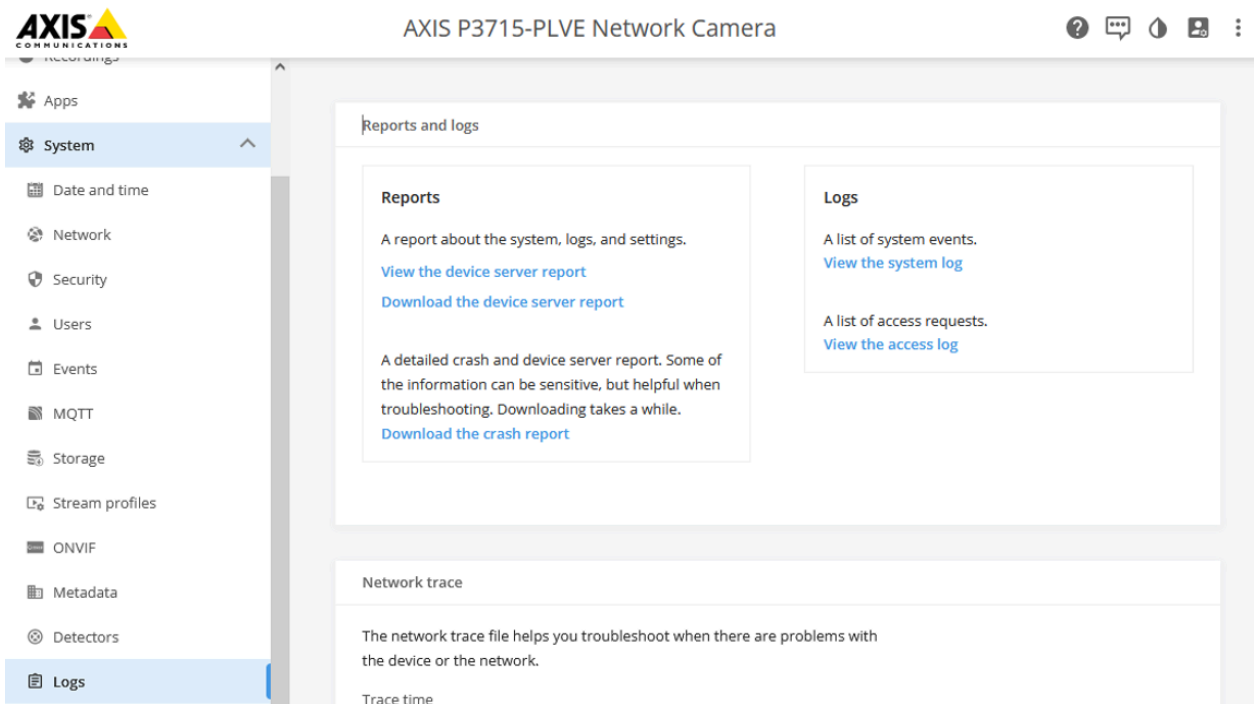 AXIS
COMMUNICATIONS
AXIS P3715-PLVE Network Camera
Recordings
Apps
System
Date and time
Network
Security
Users
Events
MQTT
Storage
Stream profiles
ONVIF
Metadata
Detectors
Logs
Reports and logs
Reports
A report about the system, logs, and settings.
View the device server report
Download the device server report
A detailed crash and device server report. Some of
the information can be sensitive, but helpful when
troubleshooting. Downloading takes a while.
Download the crash report
Logs
A list of system events.
View the system log
A list of access requests.
View the access log
Network trace
The network trace file helps you troubleshoot when there are problems with
the device or the network.
Trace time